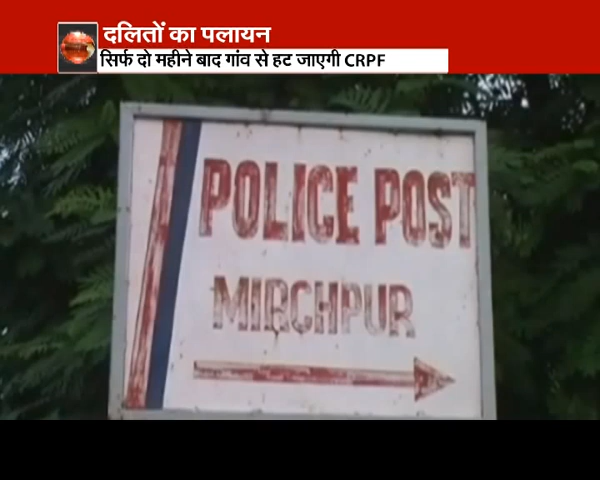 दलितों का पलायन
सिर्फ दो महीने बाद गांव से हट जाएगी CRPF
POLICE POST
MIRCHPUR